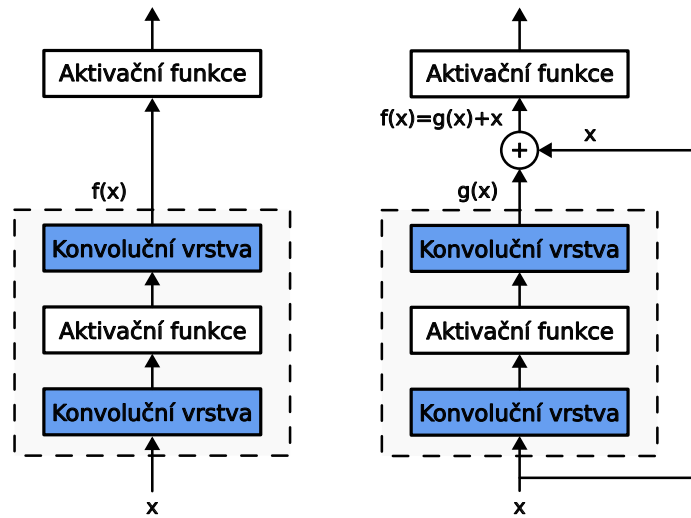 Aktivační funkce
f(x)
Konvoluční vrstva
Aktivační funkce
Konvoluční vrstva
x
Aktivační funkce
f(x)=g(x)+x
x
+
g(x)
Konvoluční vrstva
Aktivační funkce
Konvoluční vrstva
x